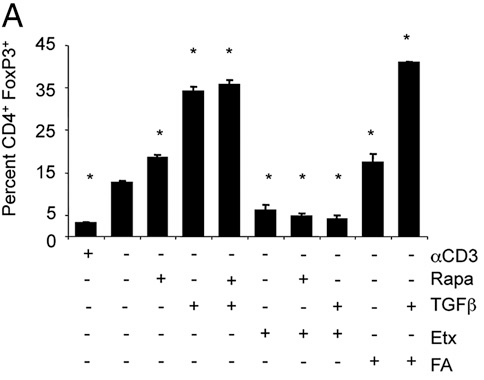 A
Percent CD4⁺ FoxP3⁺
45
35
25
15
5
0
* * * * * * * * *
+ - - - - - - - - - αCD3
- - + - + - + - - - Rapa
- - - + + - - + - + TGFβ
- - - - - + + + - - Etx
- - - - - - - - + + FA